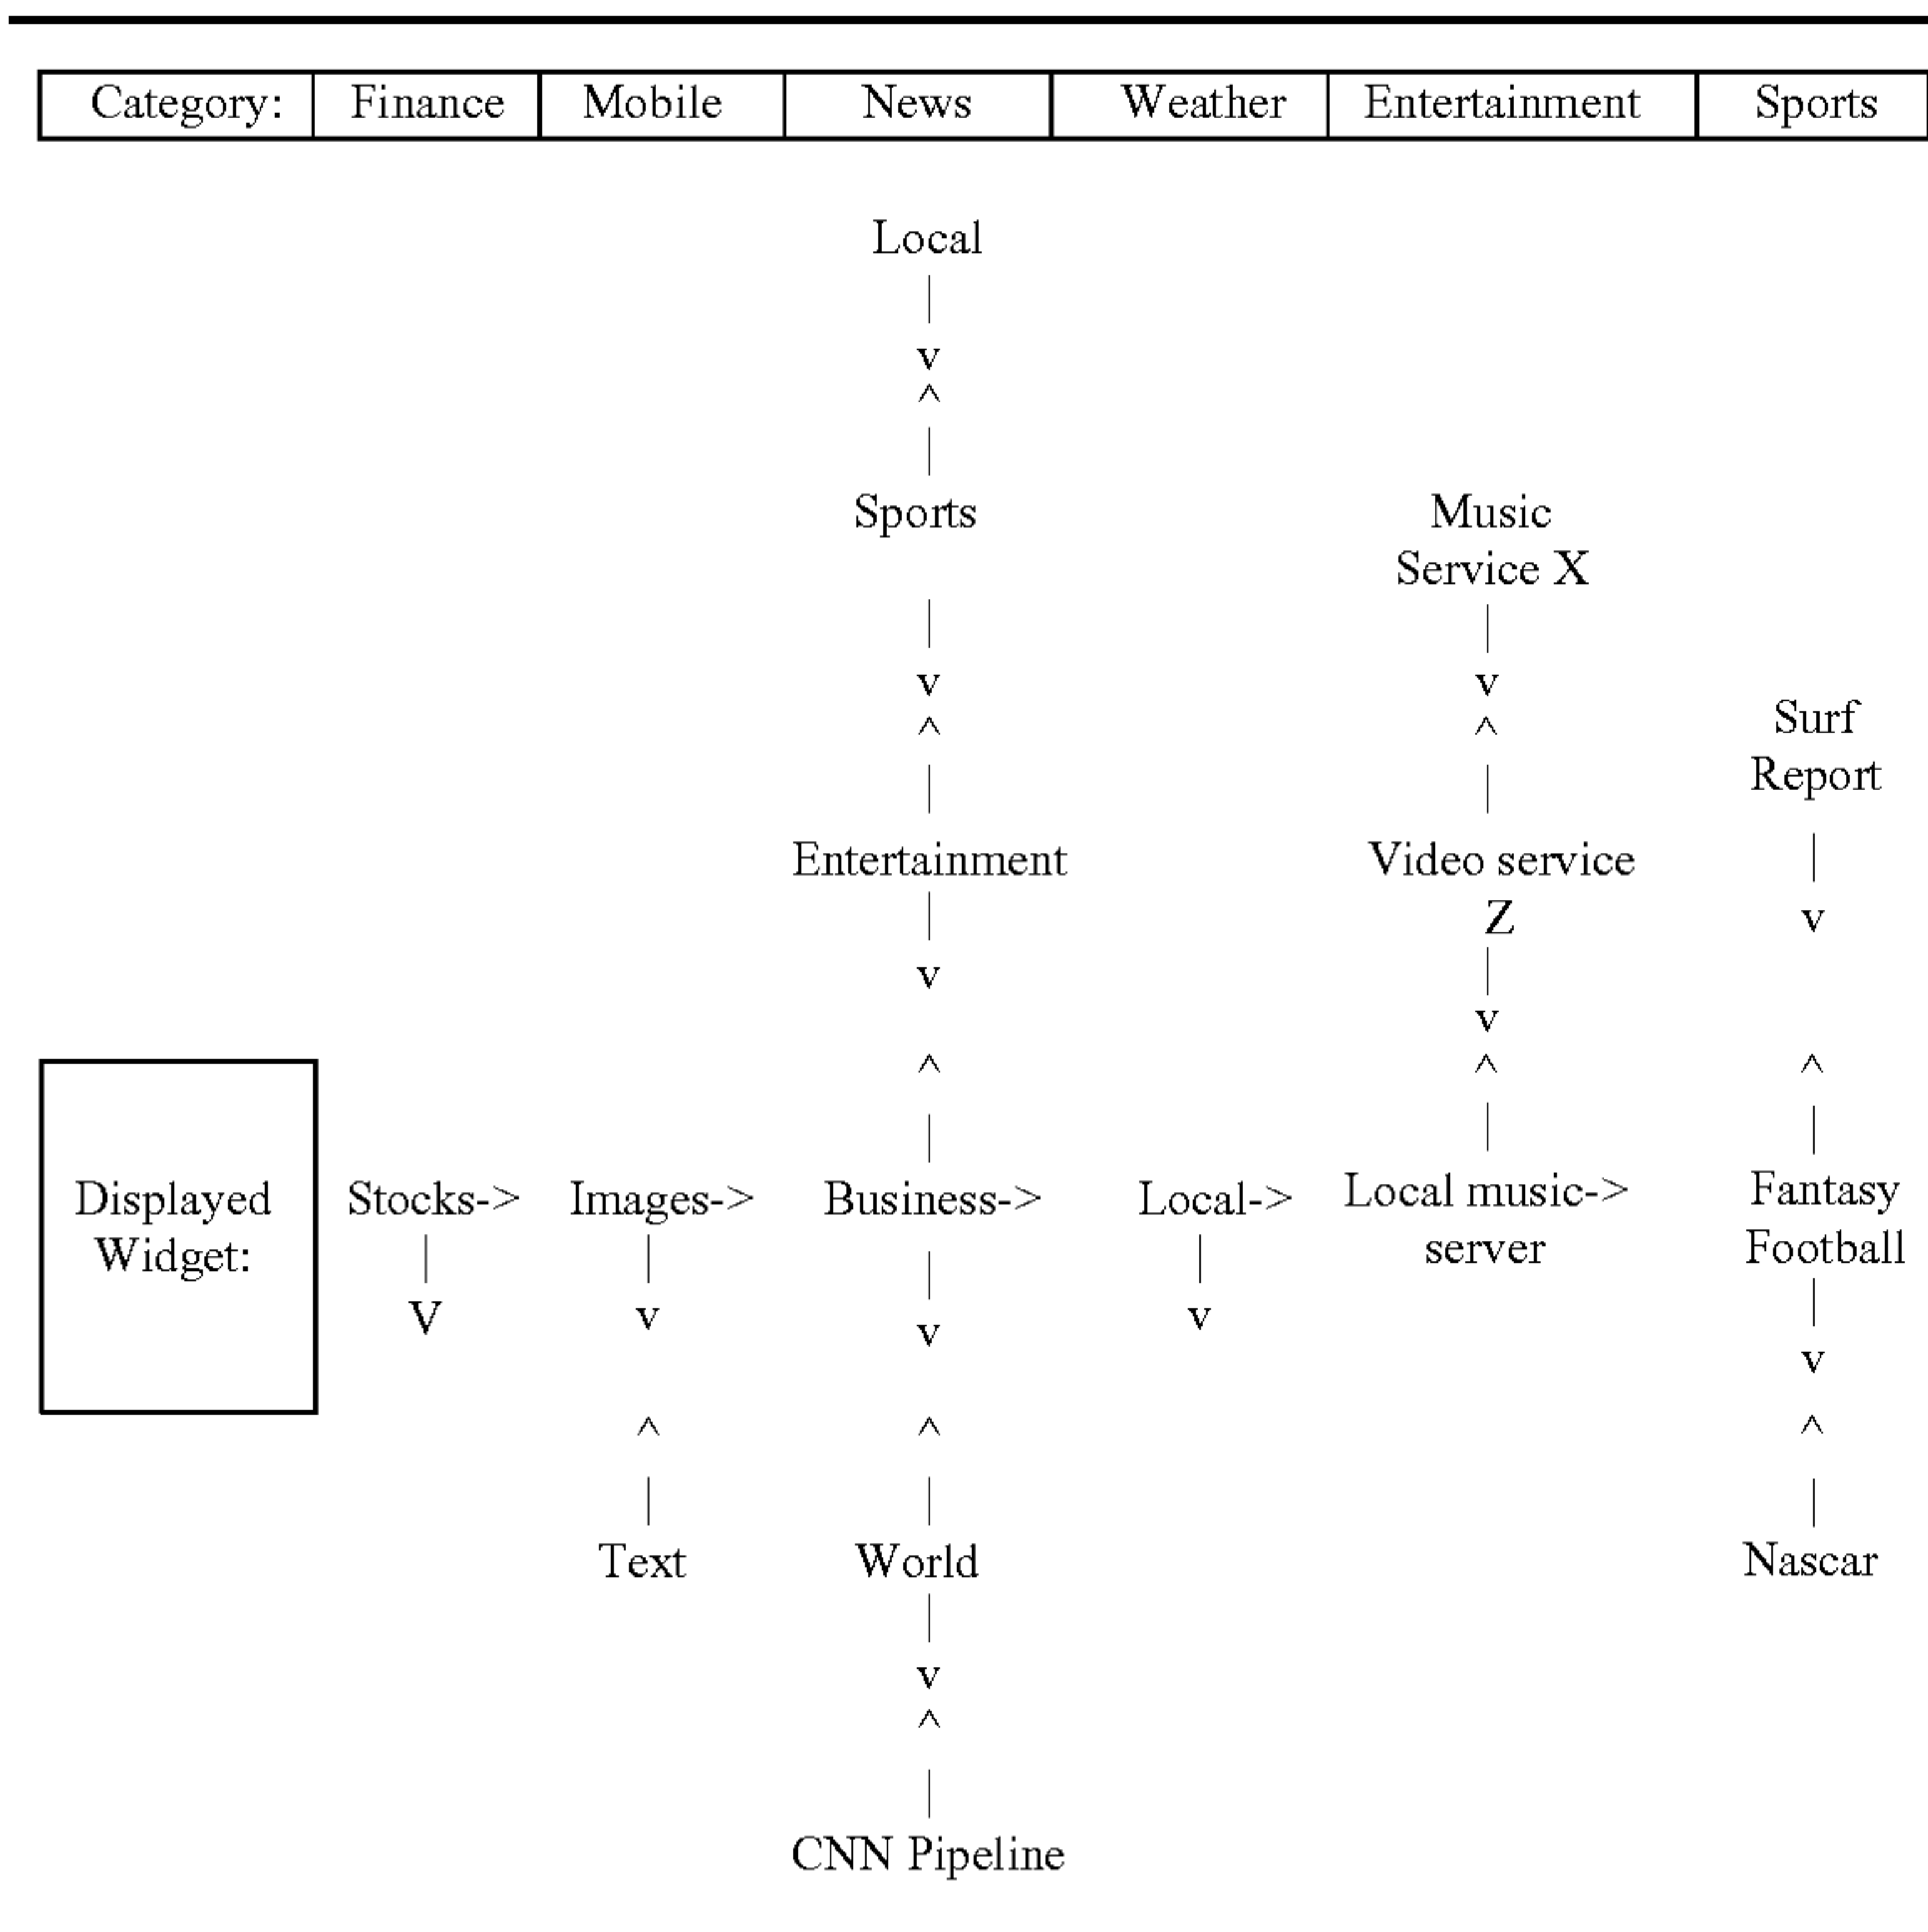 Category: Finance Mobile News Weather Entertainment Sports
Local
|
v
^
|
Sports Music
Service X
| |
v v
^ ^ Surf
| | Report
Entertainment Video service |
| Z v
v |
v
^ ^ ^
| | |
Displayed Stocks-> Images-> Business-> Local-> Local music-> Fantasy
Widget: server Football
| | | | |
V v v v v
^ ^ ^
| | |
Text World Nascar
|
v
^
|
CNN Pipeline